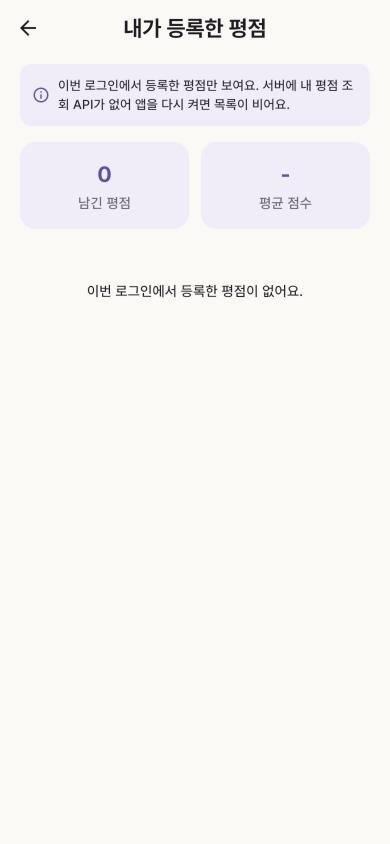 내가 등록한 평점
이번 로그인에서 등록한 평점만 보여요. 서버에 내 평점 조
회 API가 없어 앱을 다시 켜면 목록이 비어요.
0
남긴 평점
-
평균 점수
이번 로그인에서 등록한 평점이 없어요.